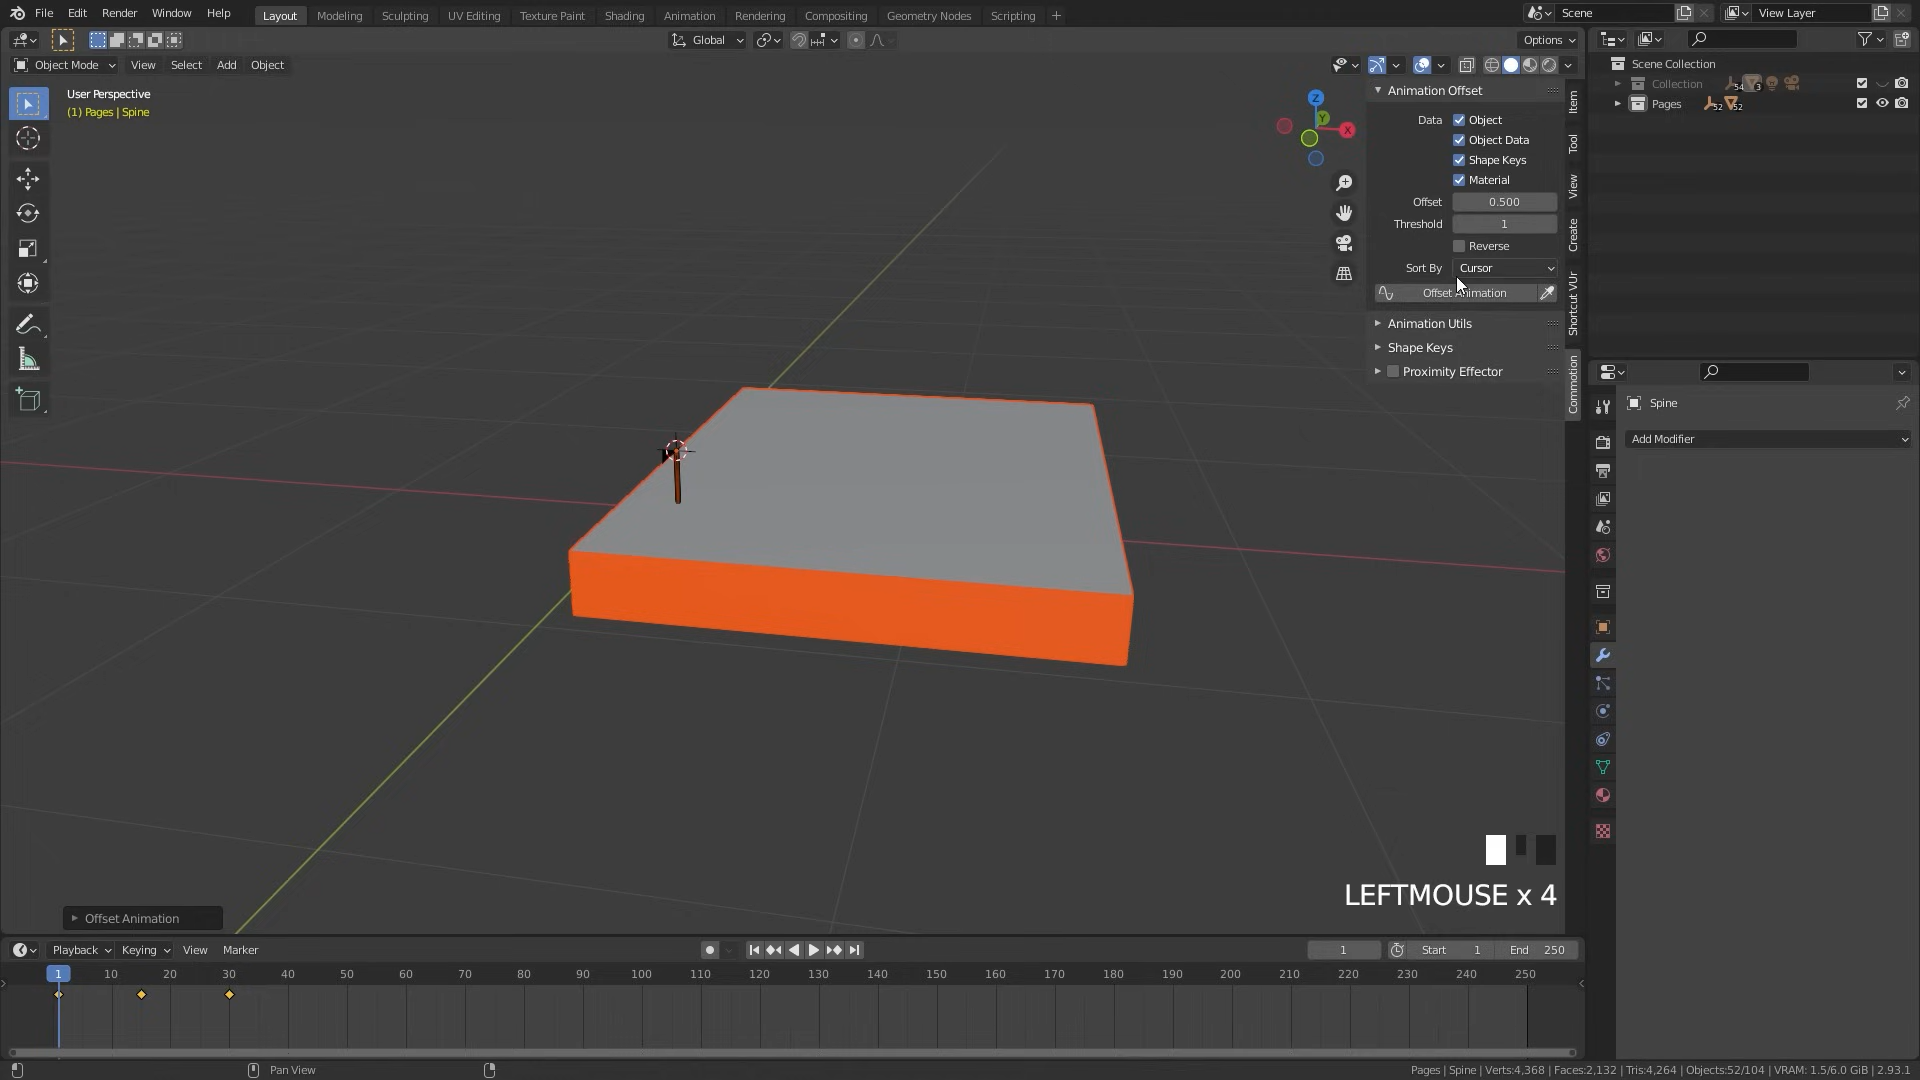 File Edit Render Window Help Layout Modeling Sculpting UV Editing Texture Paint Shading Animation Rendering Compositing Geometry Nodes Scripting + Scene View Layer
Global Options
Object Mode View Select Add Object
User Perspective
(1) Pages | Spine
Z
Y
X
Animation Offset
Data Object
Object Data
Shape Keys
Material
Offset 0.500
Threshold 1
Reverse
Sort By Cursor
Offset Animation
Animation Utils
Shape Keys
Proximity Effector
Item
Tool
View
Create
Shortcut VUr
Commotion
Scene Collection
Collection 54 3
Pages 52 52
Spine
Add Modifier
LEFTMOUSE x 4
Offset Animation
Playback Keying View Marker 1 Start 1 End 250
1 10 20 30 40 50 60 70 80 90 100 110 120 130 140 150 160 170 180 190 200 210 220 230 240 250
Pan View
Pages | Spine | Verts:4,368 | Faces:2,132 | Tris:4,264 | Objects:52/104 | VRAM: 1.5/6.0 GiB | 2.93.1